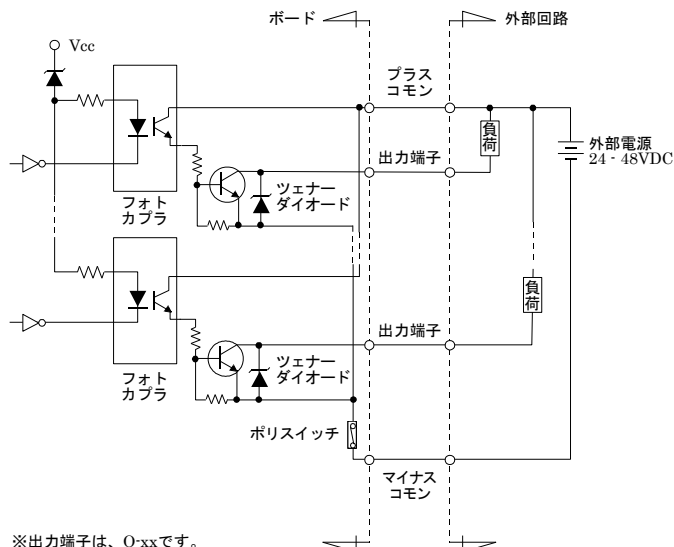 ボード
外部回路
Vcc
プラス
コモン
負荷
外部電源
24 - 48VDC
出力端子
ツェナー
ダイオード
フォト
カプラ
負荷
出力端子
ツェナー
ダイオード
フォト
カプラ
ポリスイッチ
マイナス
コモン
※出力端子は、O-xxです。